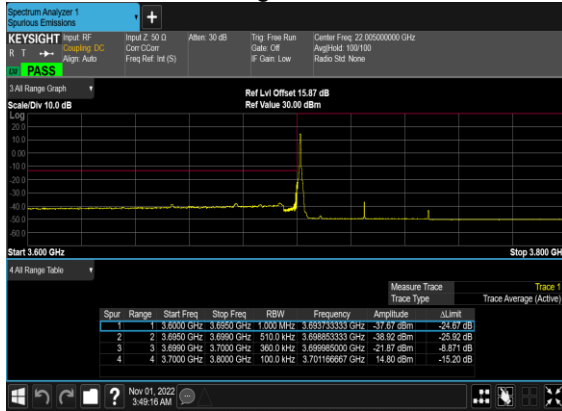 Spectrum Analyzer 1
Spurious Emissions
+
KEYSIGHT Input: RF Input Z: 50 Ω Atten: 30 dB Trig: Free Run Center Freq: 22.005000000 GHz
R T Coupling: DC Corr CCorr Gate: Off Avg|Hold: 100/100
Align: Auto Freq Ref: Int (S) IF Gain: Low Radio Std: None
PASS
3 All Range Graph Ref Lvl Offset 15.87 dB
Scale/Div 10.0 dB Ref Value 30.00 dBm
Log
20.0
10.0
0.00
-10.0
-20.0
-30.0
-40.0
-50.0
-60.0
Start 3.600 GHz Stop 3.800 GH
4 All Range Table
Measure Trace Trace 1
Trace Type Trace Average (Active)
Spur Range Start Freq Stop Freq RBW Frequency Amplitude ΔLimit
1 1 3.6000 GHz 3.6950 GHz 1.000 MHz 3.693733333 GHz -37.67 dBm -24.67 dB
2 2 3.6950 GHz 3.6990 GHz 510.0 kHz 3.698853333 GHz -38.92 dBm -25.92 dB
3 3 3.6990 GHz 3.7000 GHz 360.0 kHz 3.699985000 GHz -21.87 dBm -8.871 dB
4 4 3.7000 GHz 3.8000 GHz 100.0 kHz 3.701166667 GHz 14.80 dBm -15.20 dB
? Nov 01, 2022
3:49:16 AM